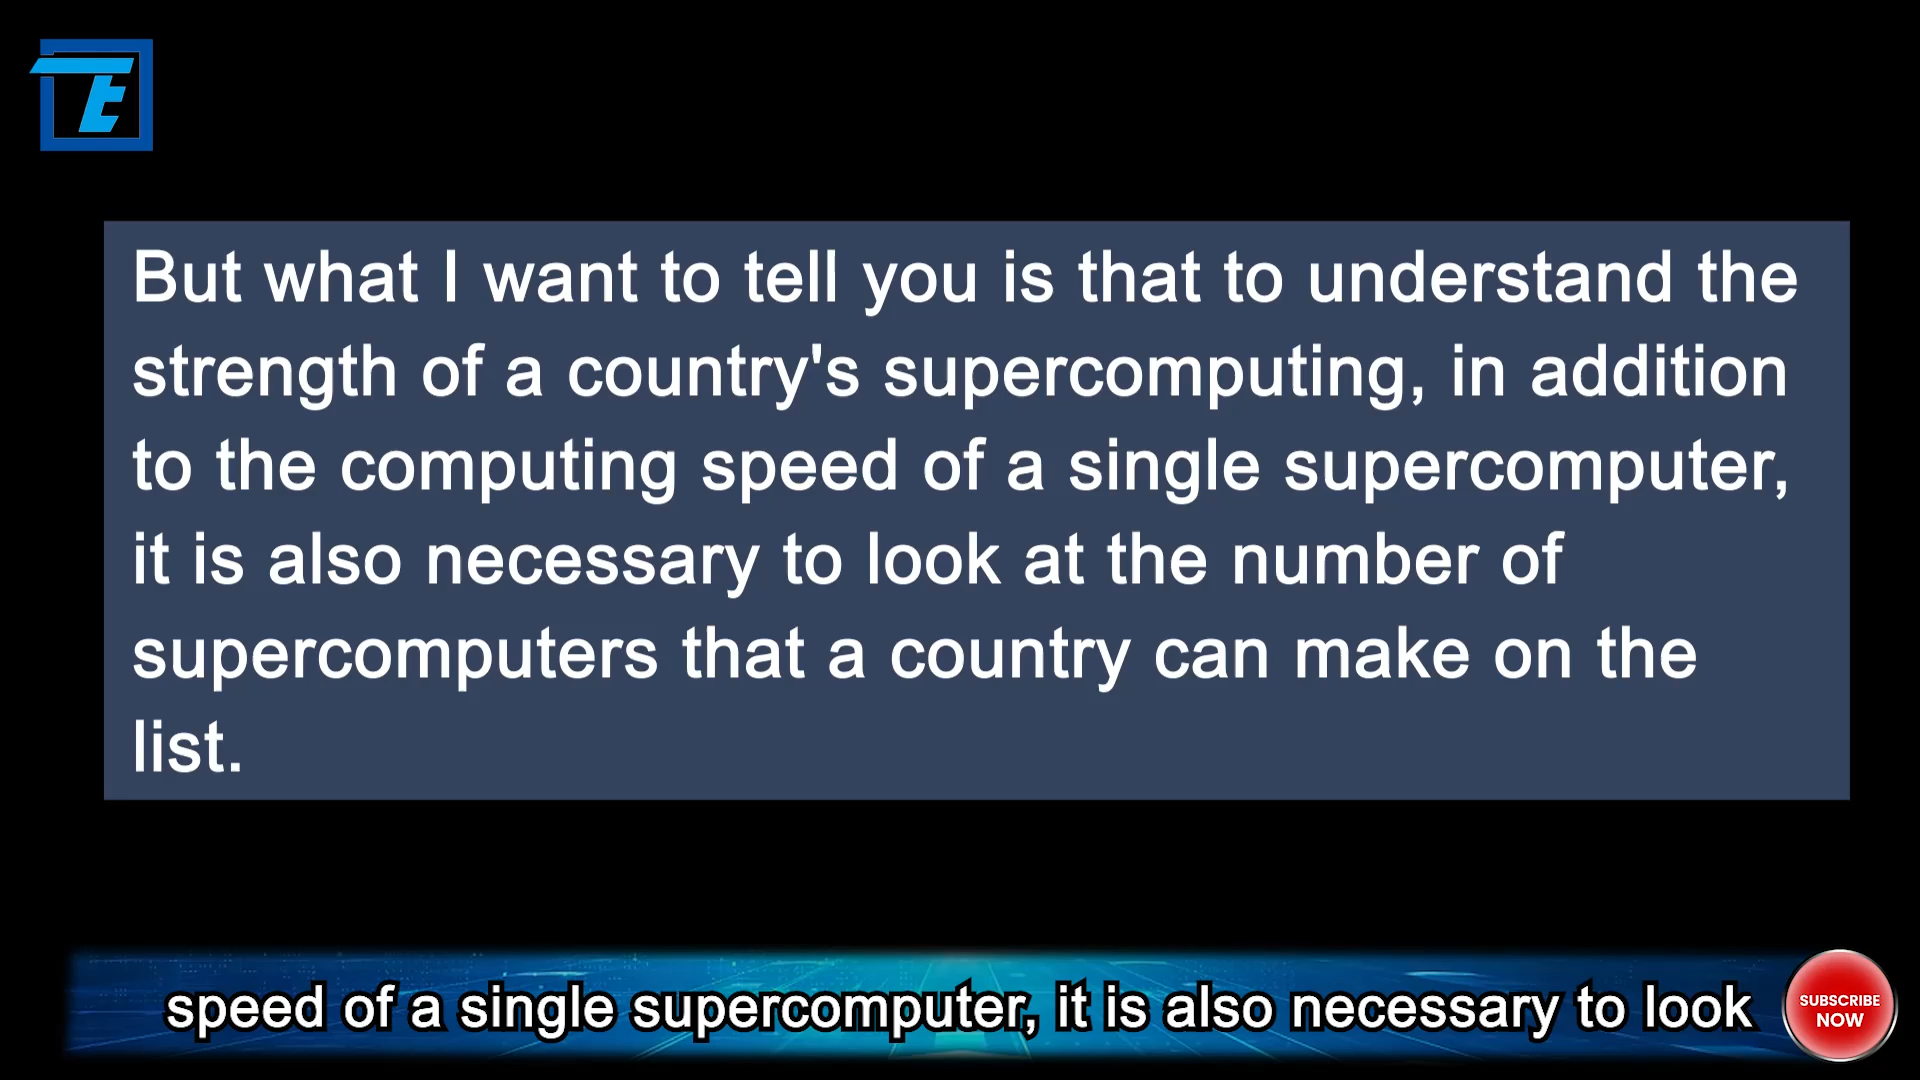 TE
But what I want to tell you is that to understand the
strength of a country's supercomputing, in addition
to the computing speed of a single supercomputer,
it is also necessary to look at the number of
supercomputers that a country can make on the
list.
speed of a single supercomputer, it is also necessary to look
SUBSCRIBE
NOW